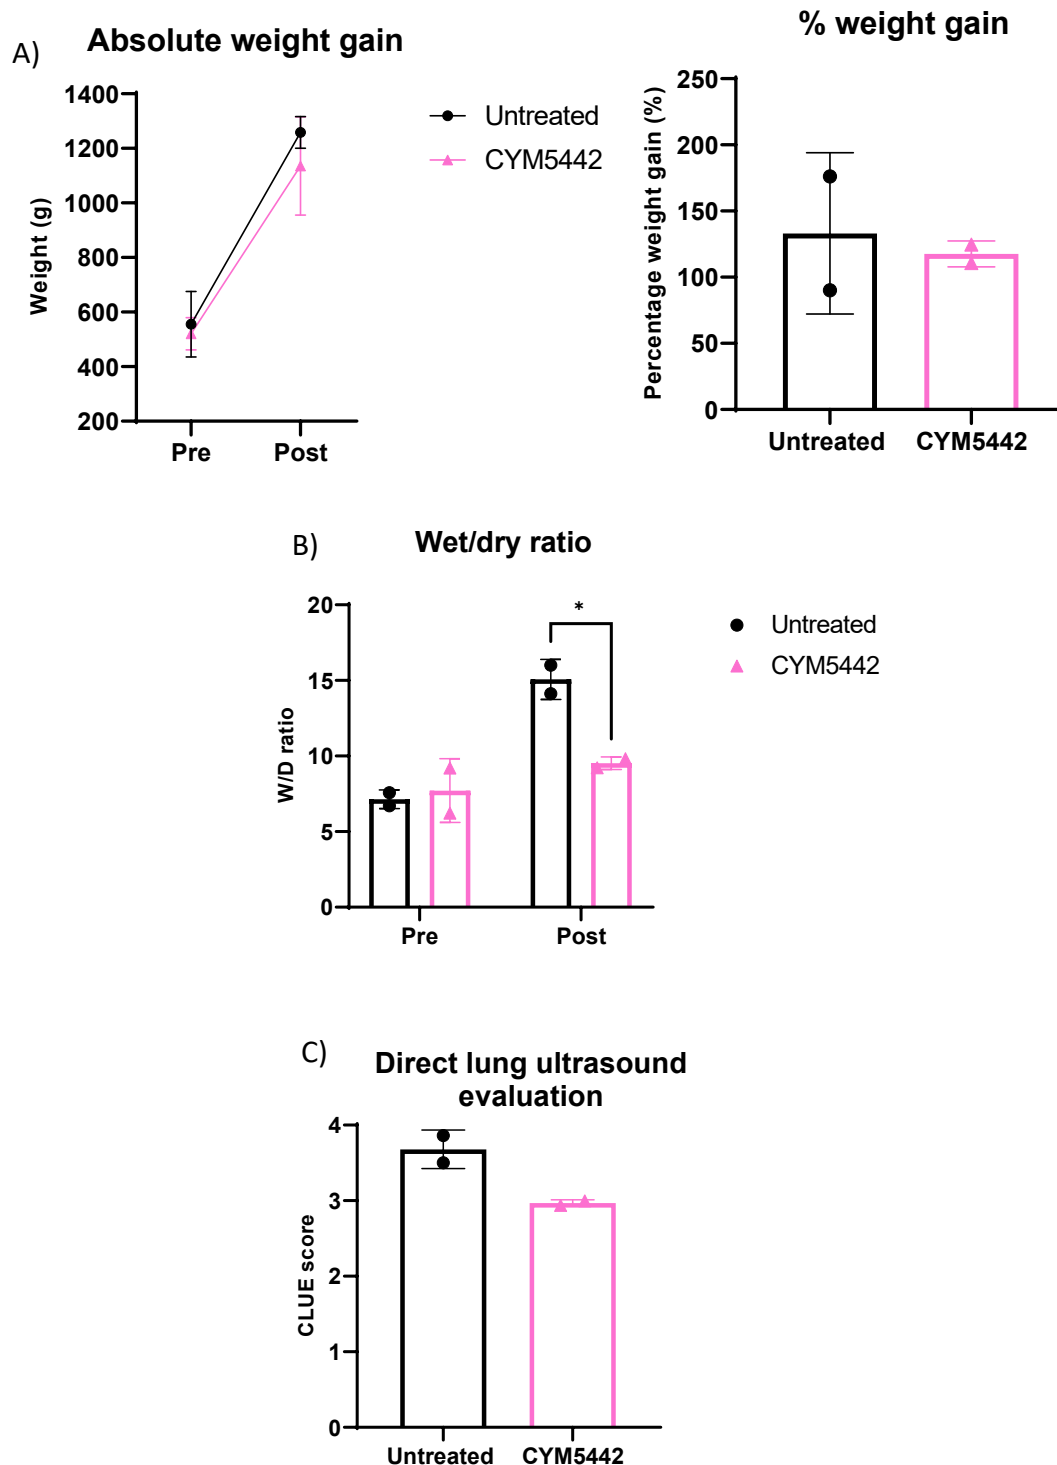 A)
Absolute weight gain
1400
1200
1000
800
600
400
200
Weight (g)
Pre
Post
Untreated
CYM5442
% weight gain
250
200
150
100
50
0
Percentage weight gain (%)
Untreated
CYM5442
B)
Wet/dry ratio
20
15
10
5
0
W/D ratio
*
Pre
Post
Untreated
CYM5442
C)
Direct lung ultrasound
evaluation
4
3
2
1
0
CLUE score
Untreated
CYM5442